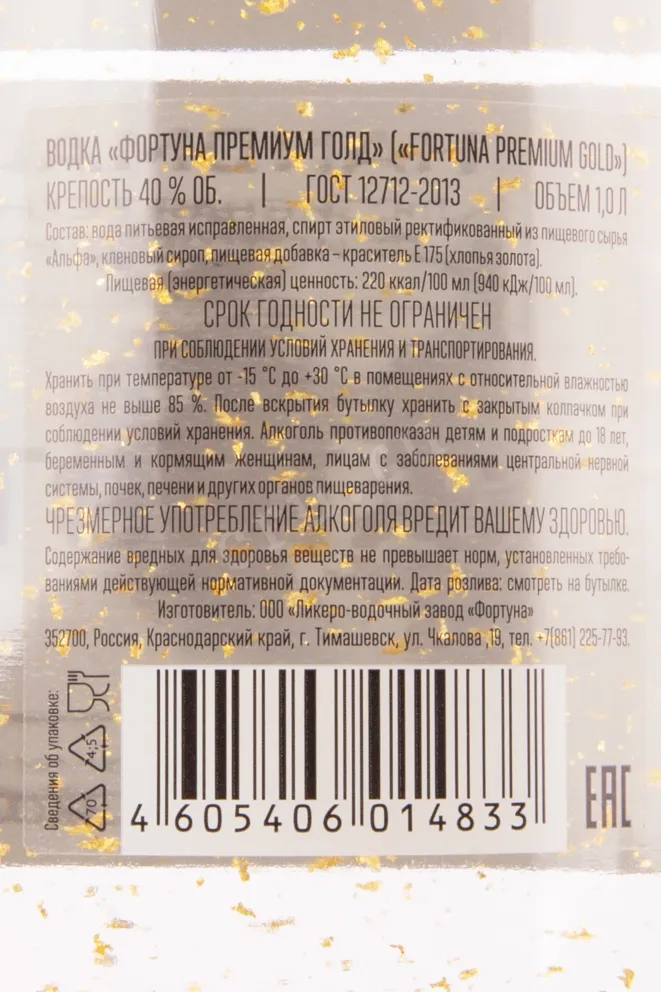 ВОДКА «ФОРТУНА ПРЕМИУМ ГОЛД» («FORTUNA PREMIUM GOLD»)
КРЕПОСТЬ 40 % ОБ. | ГОСТ 12712-2013 | ОБЪЕМ 1,0 Л
Состав: вода питьевая исправленная, спирт этиловый ректификованный из пищевого сырья
«Альфа», кленовый сироп, пищевая добавка – краситель Е 175 (хлопья золота).
Пищевая (энергетическая) ценность: 220 ккал/100 мл (940 кДж/100 мл).
СРОК ГОДНОСТИ НЕ ОГРАНИЧЕН
ПРИ СОБЛЮДЕНИИ УСЛОВИЙ ХРАНЕНИЯ И ТРАНСПОРТИРОВАНИЯ.
Хранить при температуре от -15 °С до +30 °С в помещениях с относительной влажностью
воздуха не выше 85 %. После вскрытия бутылку хранить с закрытым колпачком при
соблюдении условий хранения. Алкоголь противопоказан детям и подросткам до 18 лет,
беременным и кормящим женщинам, лицам с заболеваниями центральной нервной
системы, почек, печени и других органов пищеварения.
ЧРЕЗМЕРНОЕ УПОТРЕБЛЕНИЕ АЛКОГОЛЯ ВРЕДИТ ВАШЕМУ ЗДОРОВЬЮ.
Содержание вредных для здоровья веществ не превышает норм, установленных требо-
ваниями действующей нормативной документации. Дата розлива: смотреть на бутылке.
Изготовитель: ООО «Ликеро-водочный завод «Фортуна»
352700, Россия, Краснодарский край, г. Тимашевск, ул. Чкалова ,19, тел. +7(861) 225-77-93.
Сведения об упаковке:
70
4;5
4 605406 014833
EAC